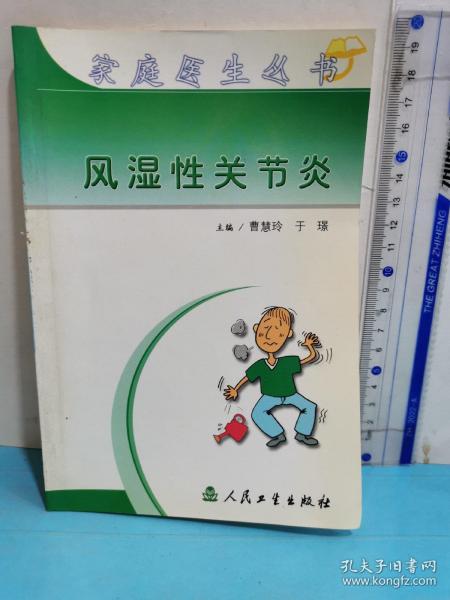 家庭医生丛书
风湿性关节炎
主编/曹慧玲 于璟
人民卫生出版社
THE GREAT ZHIHENG
TH-2022-A
孔夫子旧书网
www.kongfz.com